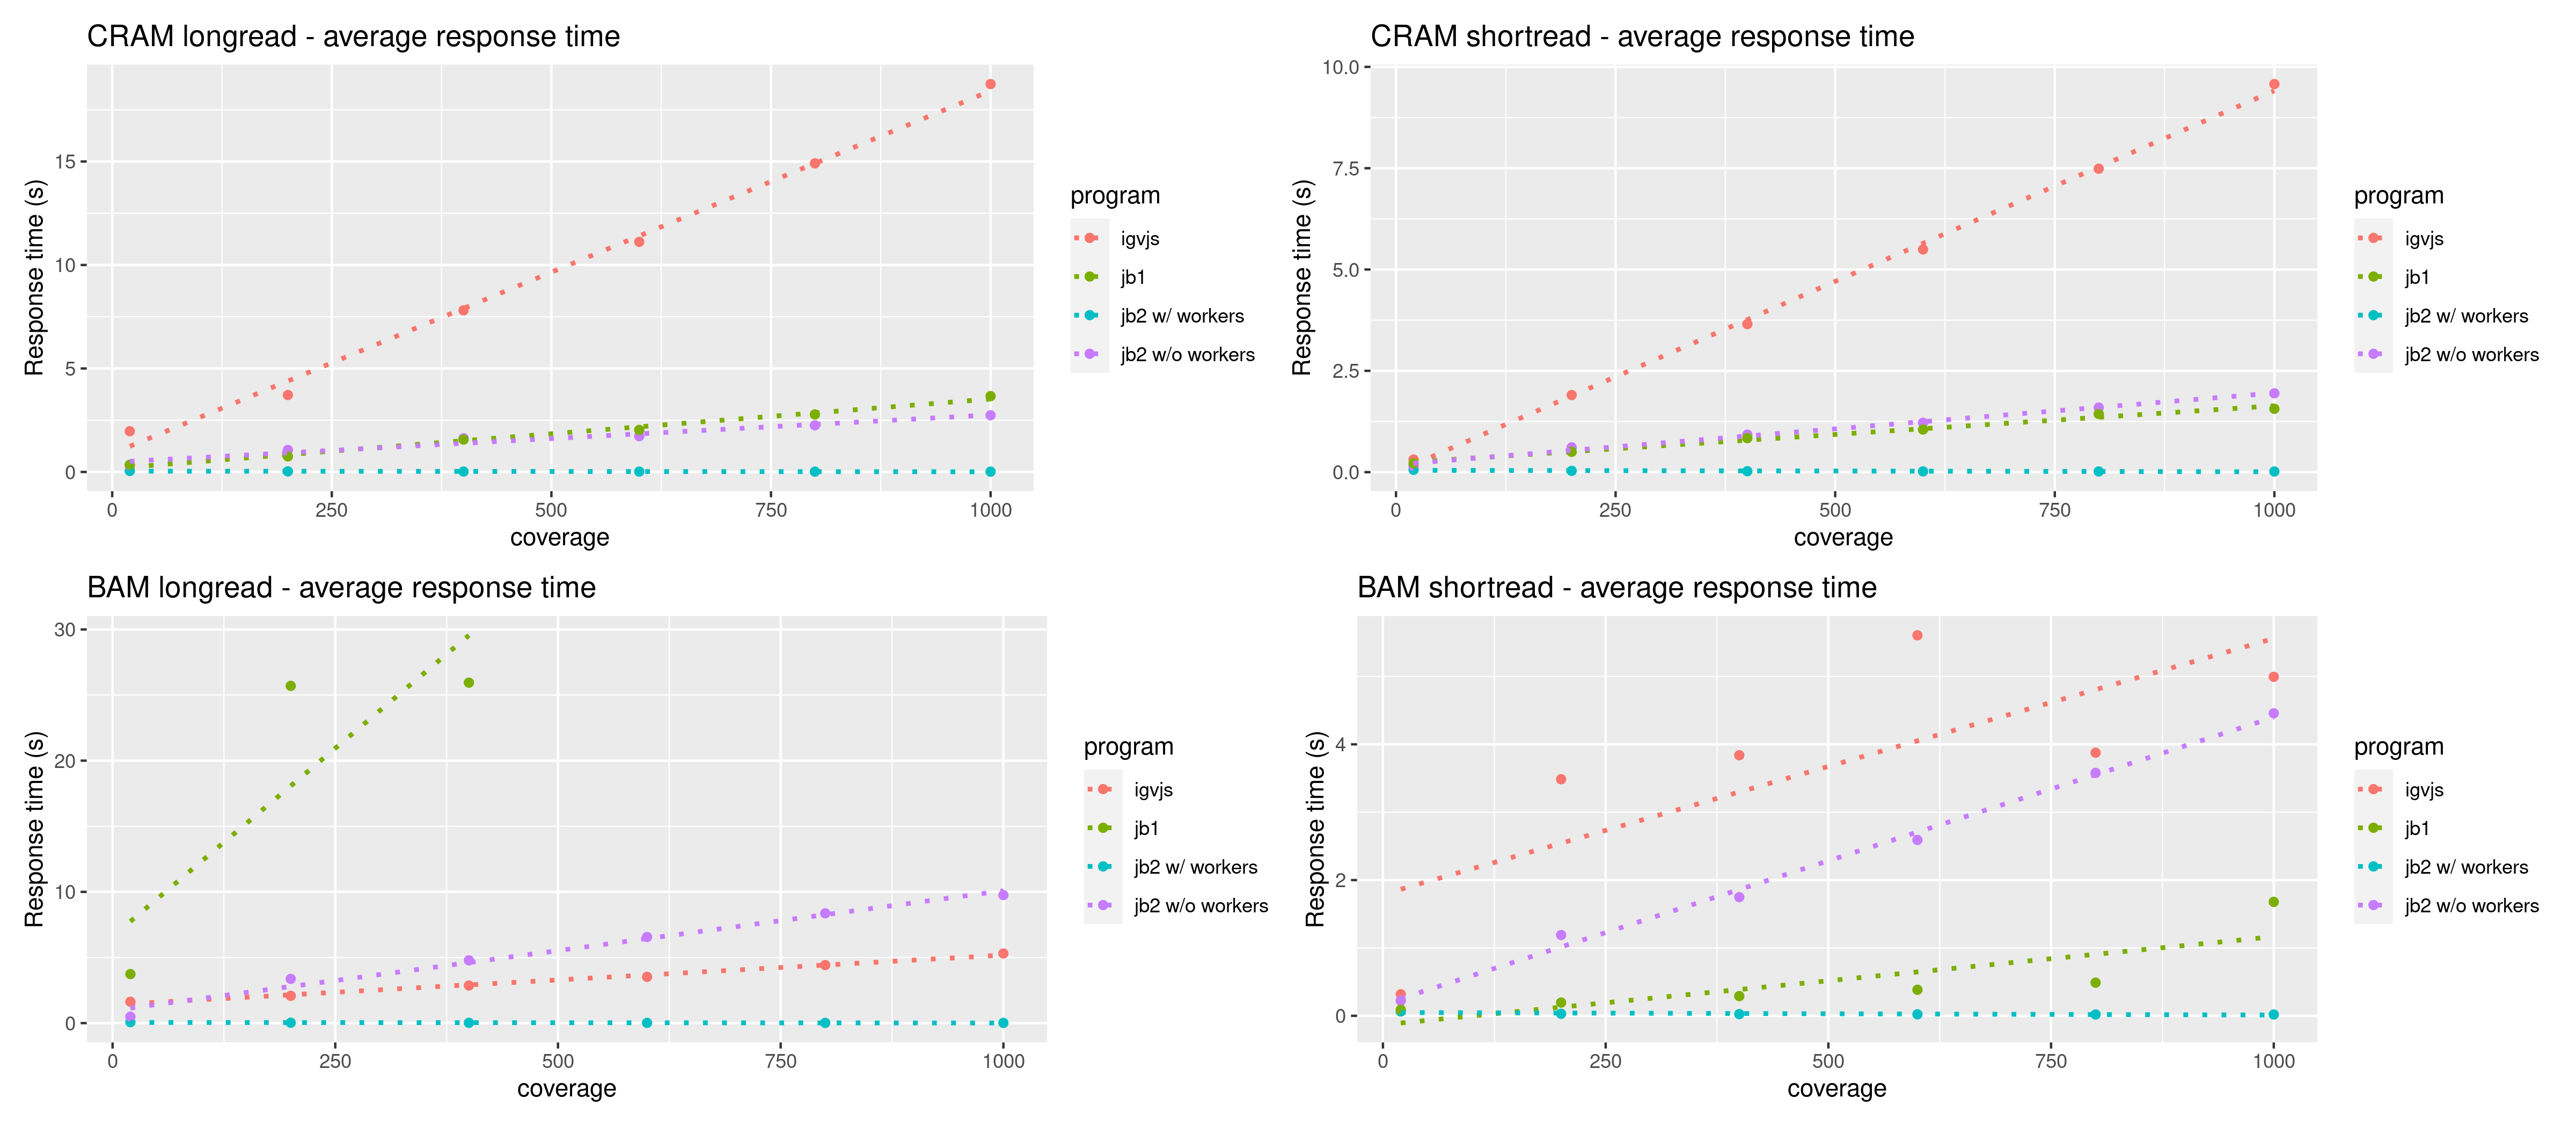 CRAM longread - average response time
Response time (s)
15
10
5
0
0 250 500 750 1000
coverage
program
igvjs
jb1
jb2 w/ workers
jb2 w/o workers
CRAM shortread - average response time
Response time (s)
10.0
7.5
5.0
2.5
0.0
0 250 500 750 1000
coverage
program
igvjs
jb1
jb2 w/ workers
jb2 w/o workers
BAM longread - average response time
Response time (s)
30
20
10
0
0 250 500 750 1000
coverage
program
igvjs
jb1
jb2 w/ workers
jb2 w/o workers
BAM shortread - average response time
Response time (s)
4
2
0
0 250 500 750 1000
coverage
program
igvjs
jb1
jb2 w/ workers
jb2 w/o workers